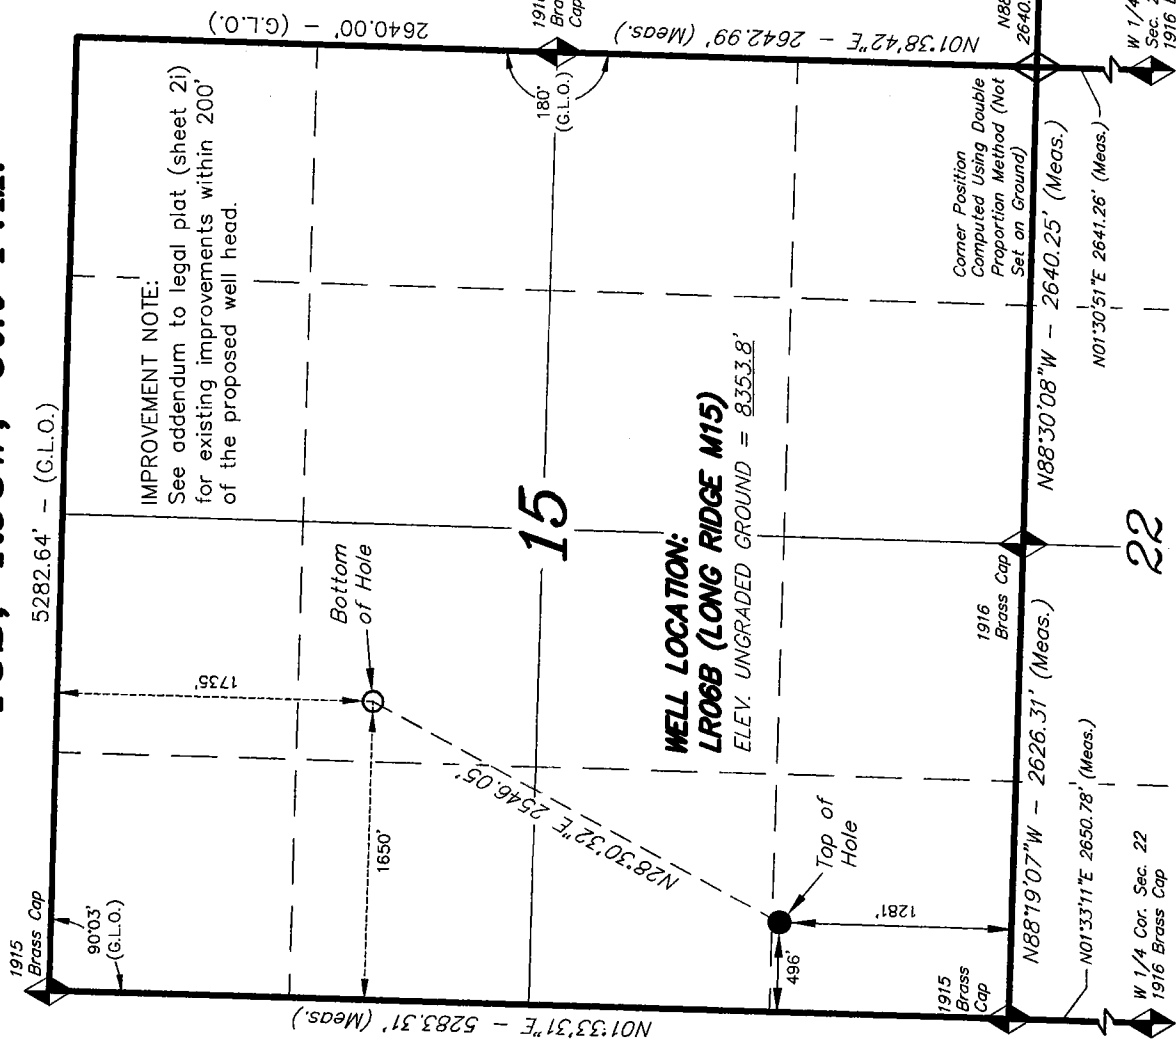 5282.64' - (G.L.O.)
1915
Brass Cap
90°03'
(G.L.O.)
2640.00' - (G.L.O.)
IMPROVEMENT NOTE:
See addendum to legal plat (sheet 2i)
for existing improvements within 200'
of the proposed well head.
180°
(G.L.O.)
N01°38'42"E - 2642.99' (Meas.)
1735'
Bottom
of Hole
1650'
15
N28°30'32"E 2546.05'
N01°33'31"E - 5283.31' (Meas.)
WELL LOCATION:
LR06B (LONG RIDGE M15)
ELEV. UNGRADED GROUND = 8353.8'
Top of
Hole
496'
1281'
Corner Position
Computed Using Double
Proportion Method (Not
Set on Ground)
1915
Brass
Cap
1916
Brass Cap
N88°19'07"W - 2626.31' (Meas.)
N88°30'08"W - 2640.25' (Meas.)
N01°33'11"E 2650.78' (Meas.)
N01°30'51"E 2641.26' (Meas.)
22
W 1/4 Cor. Sec. 22
1916 Brass Cap
W 1/4
Sec.
1916